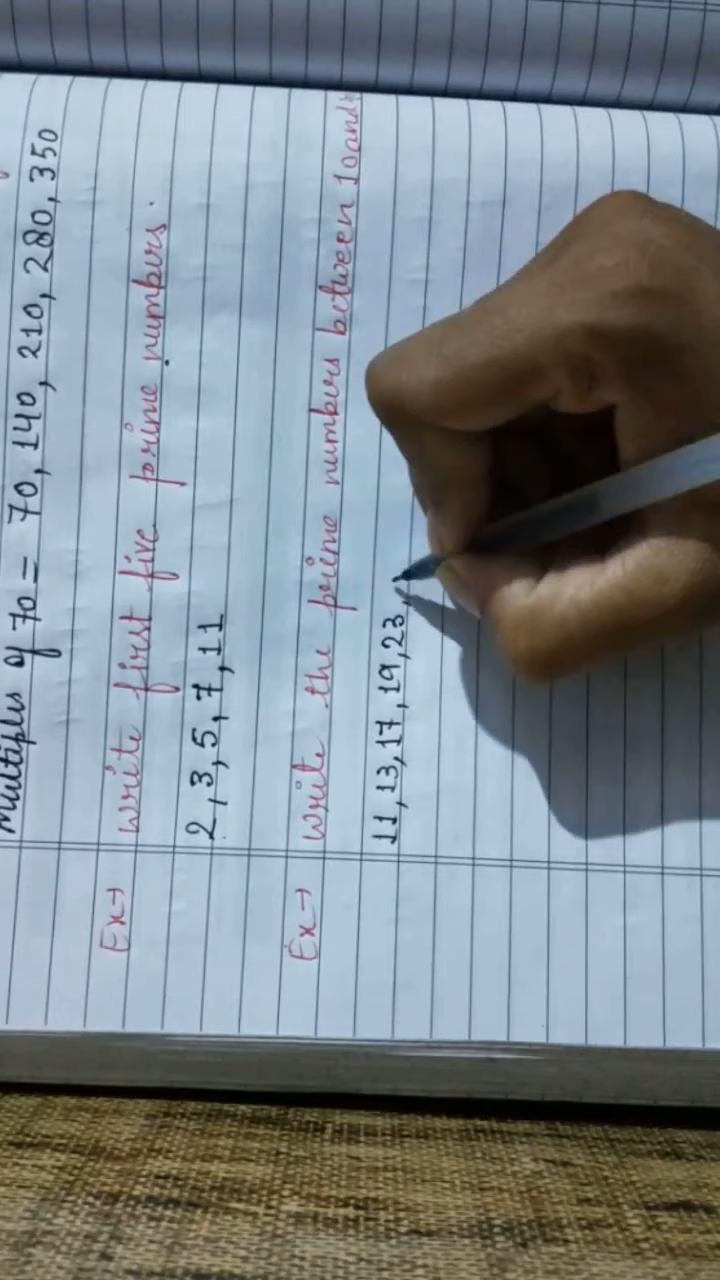 Multiples of 70 = 70, 140, 210, 280, 350
Ex→ Write first five prime numbers.
2, 3, 5, 7, 11
Ex→ Write the prime numbers between 10 and
11, 13, 17, 19, 23,